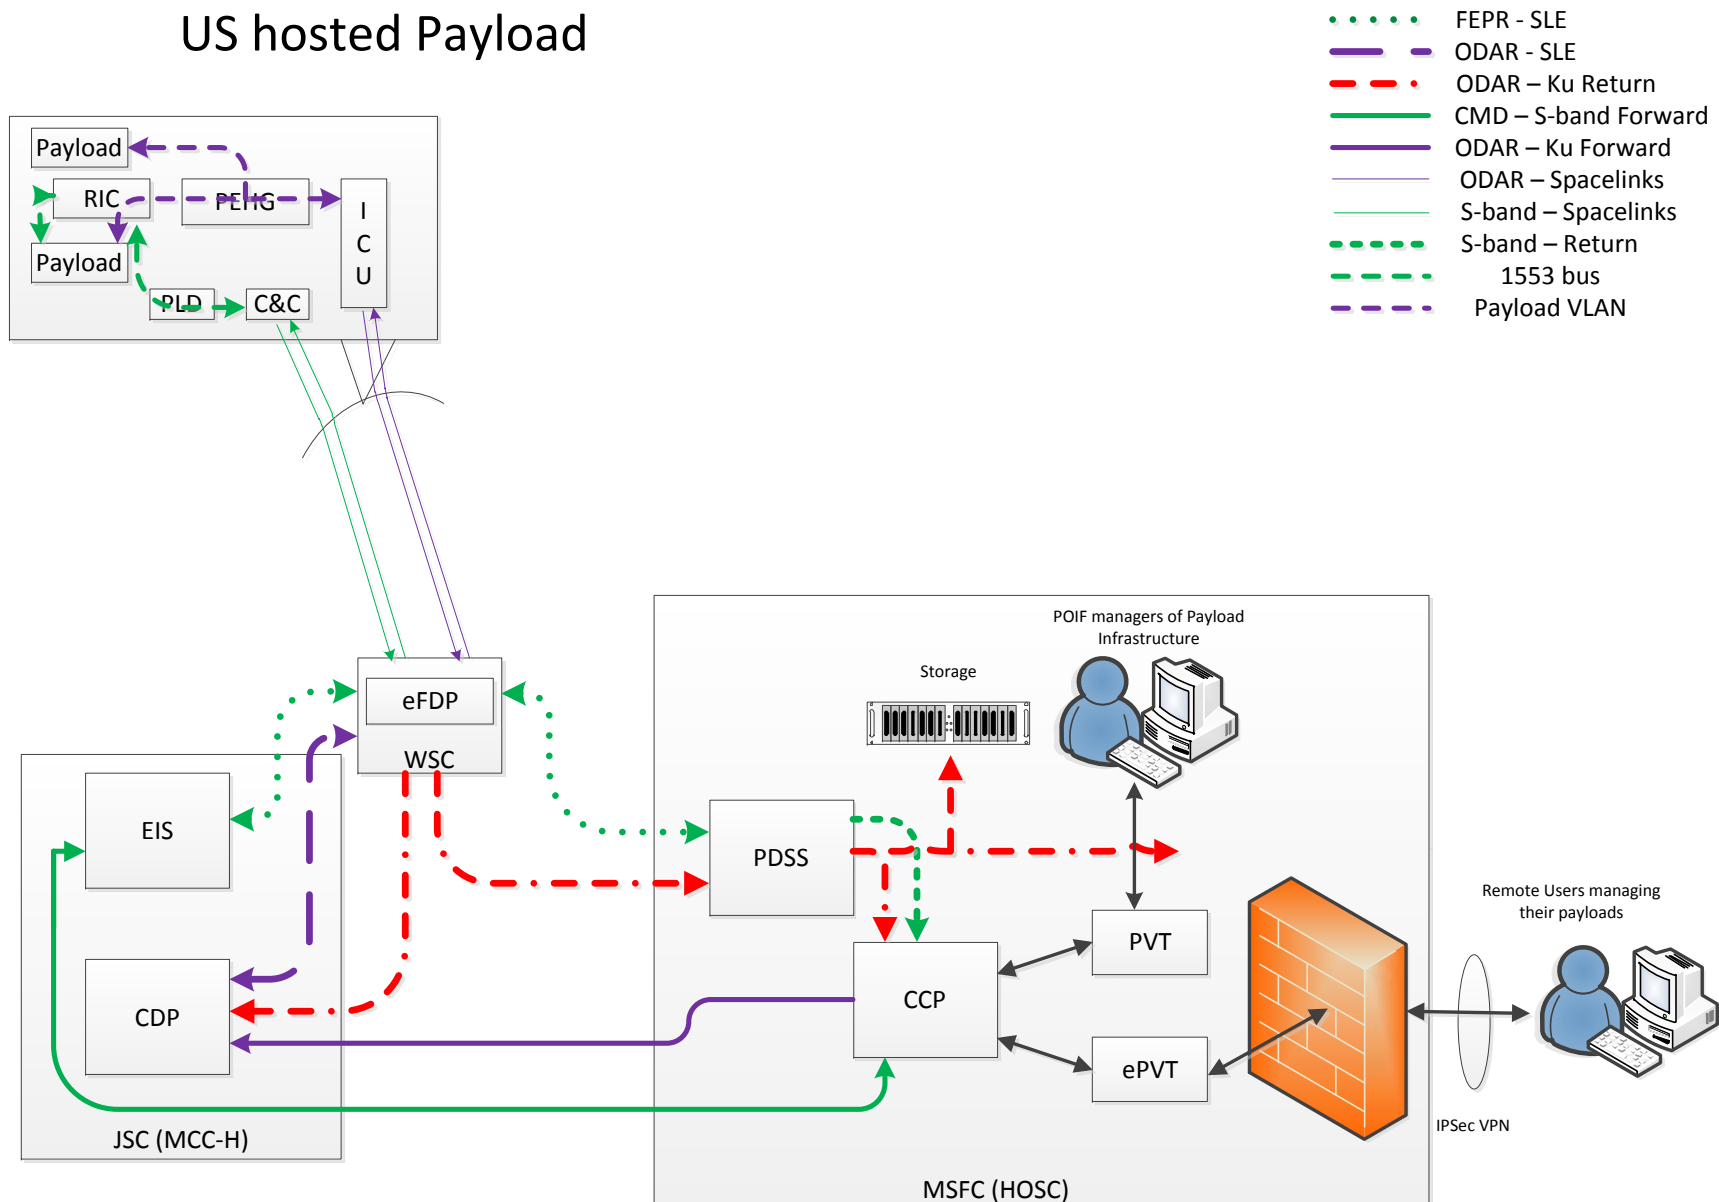 US hosted Payload
FEPR - SLE
ODAR - SLE
ODAR – Ku Return
CMD – S-band Forward
ODAR – Ku Forward
ODAR – Spacelinks
S-band – Spacelinks
S-band – Return
1553 bus
Payload VLAN
Payload
RIC
PEHG
I
C
U
Payload
PLD
C&C
eFDP
WSC
EIS
CDP
JSC (MCC-H)
POIF managers of Payload
Infrastructure
Storage
PDSS
CCP
PVT
ePVT
MSFC (HOSC)
Remote Users managing
their payloads
IPSec VPN